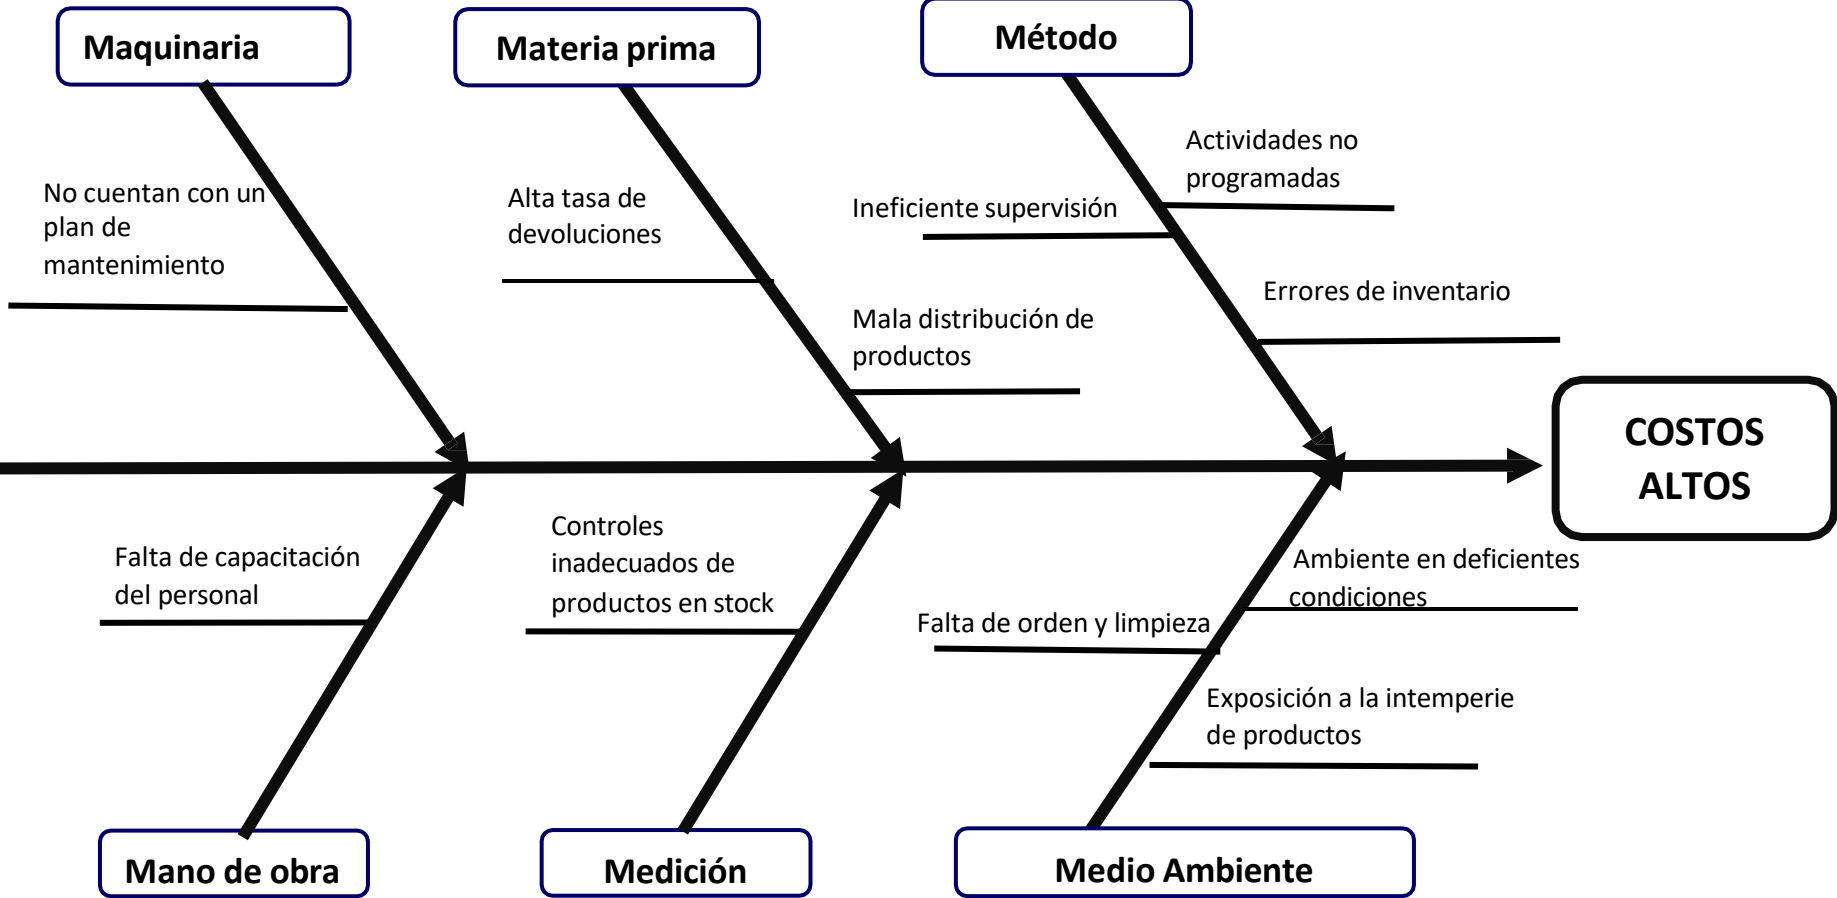 Maquinaria
Materia prima
Método
Actividades no
programadas
No cuentan con un
plan de
mantenimiento
Alta tasa de
devoluciones
Ineficiente supervisión
Errores de inventario
Mala distribución de
productos
COSTOS
ALTOS
Falta de capacitación
del personal
Controles
inadecuados de
productos en stock
Ambiente en deficientes
condiciones
Falta de orden y limpieza
Exposición a la intemperie
de productos
Mano de obra
Medición
Medio Ambiente